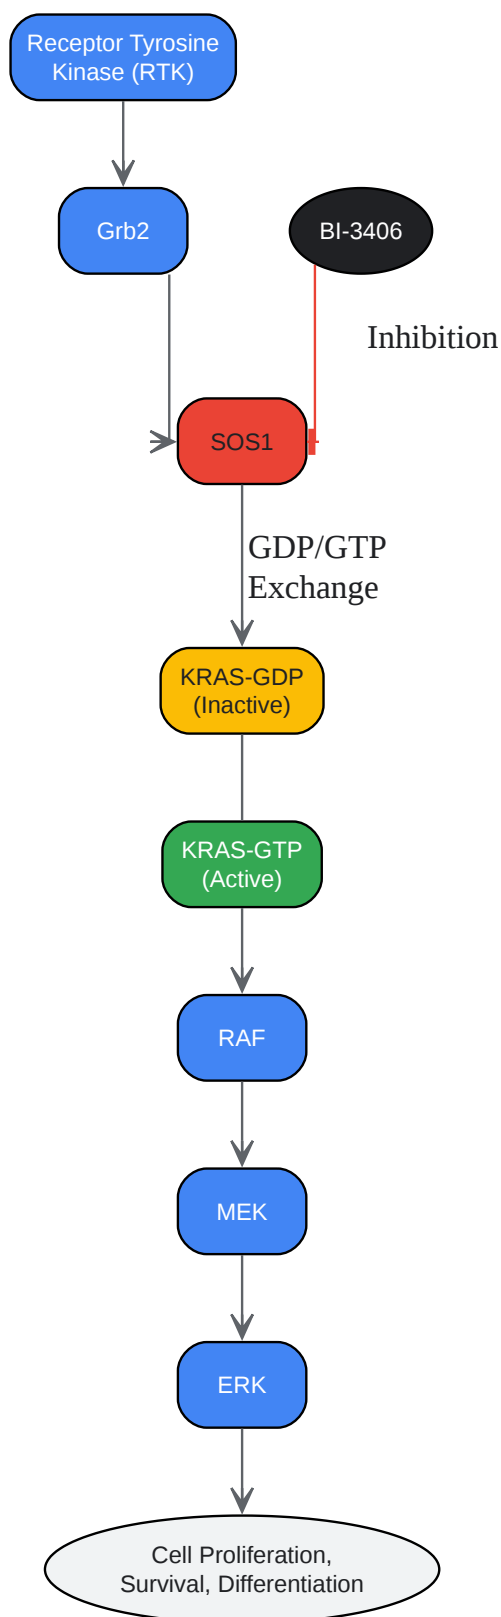 Receptor Tyrosine
Kinase (RTK)
Grb2
BI-3406
Inhibition
SOS1
GDP/GTP
Exchange
KRAS-GDP
(Inactive)
KRAS-GTP
(Active)
RAF
MEK
ERK
Cell Proliferation,
Survival, Differentiation